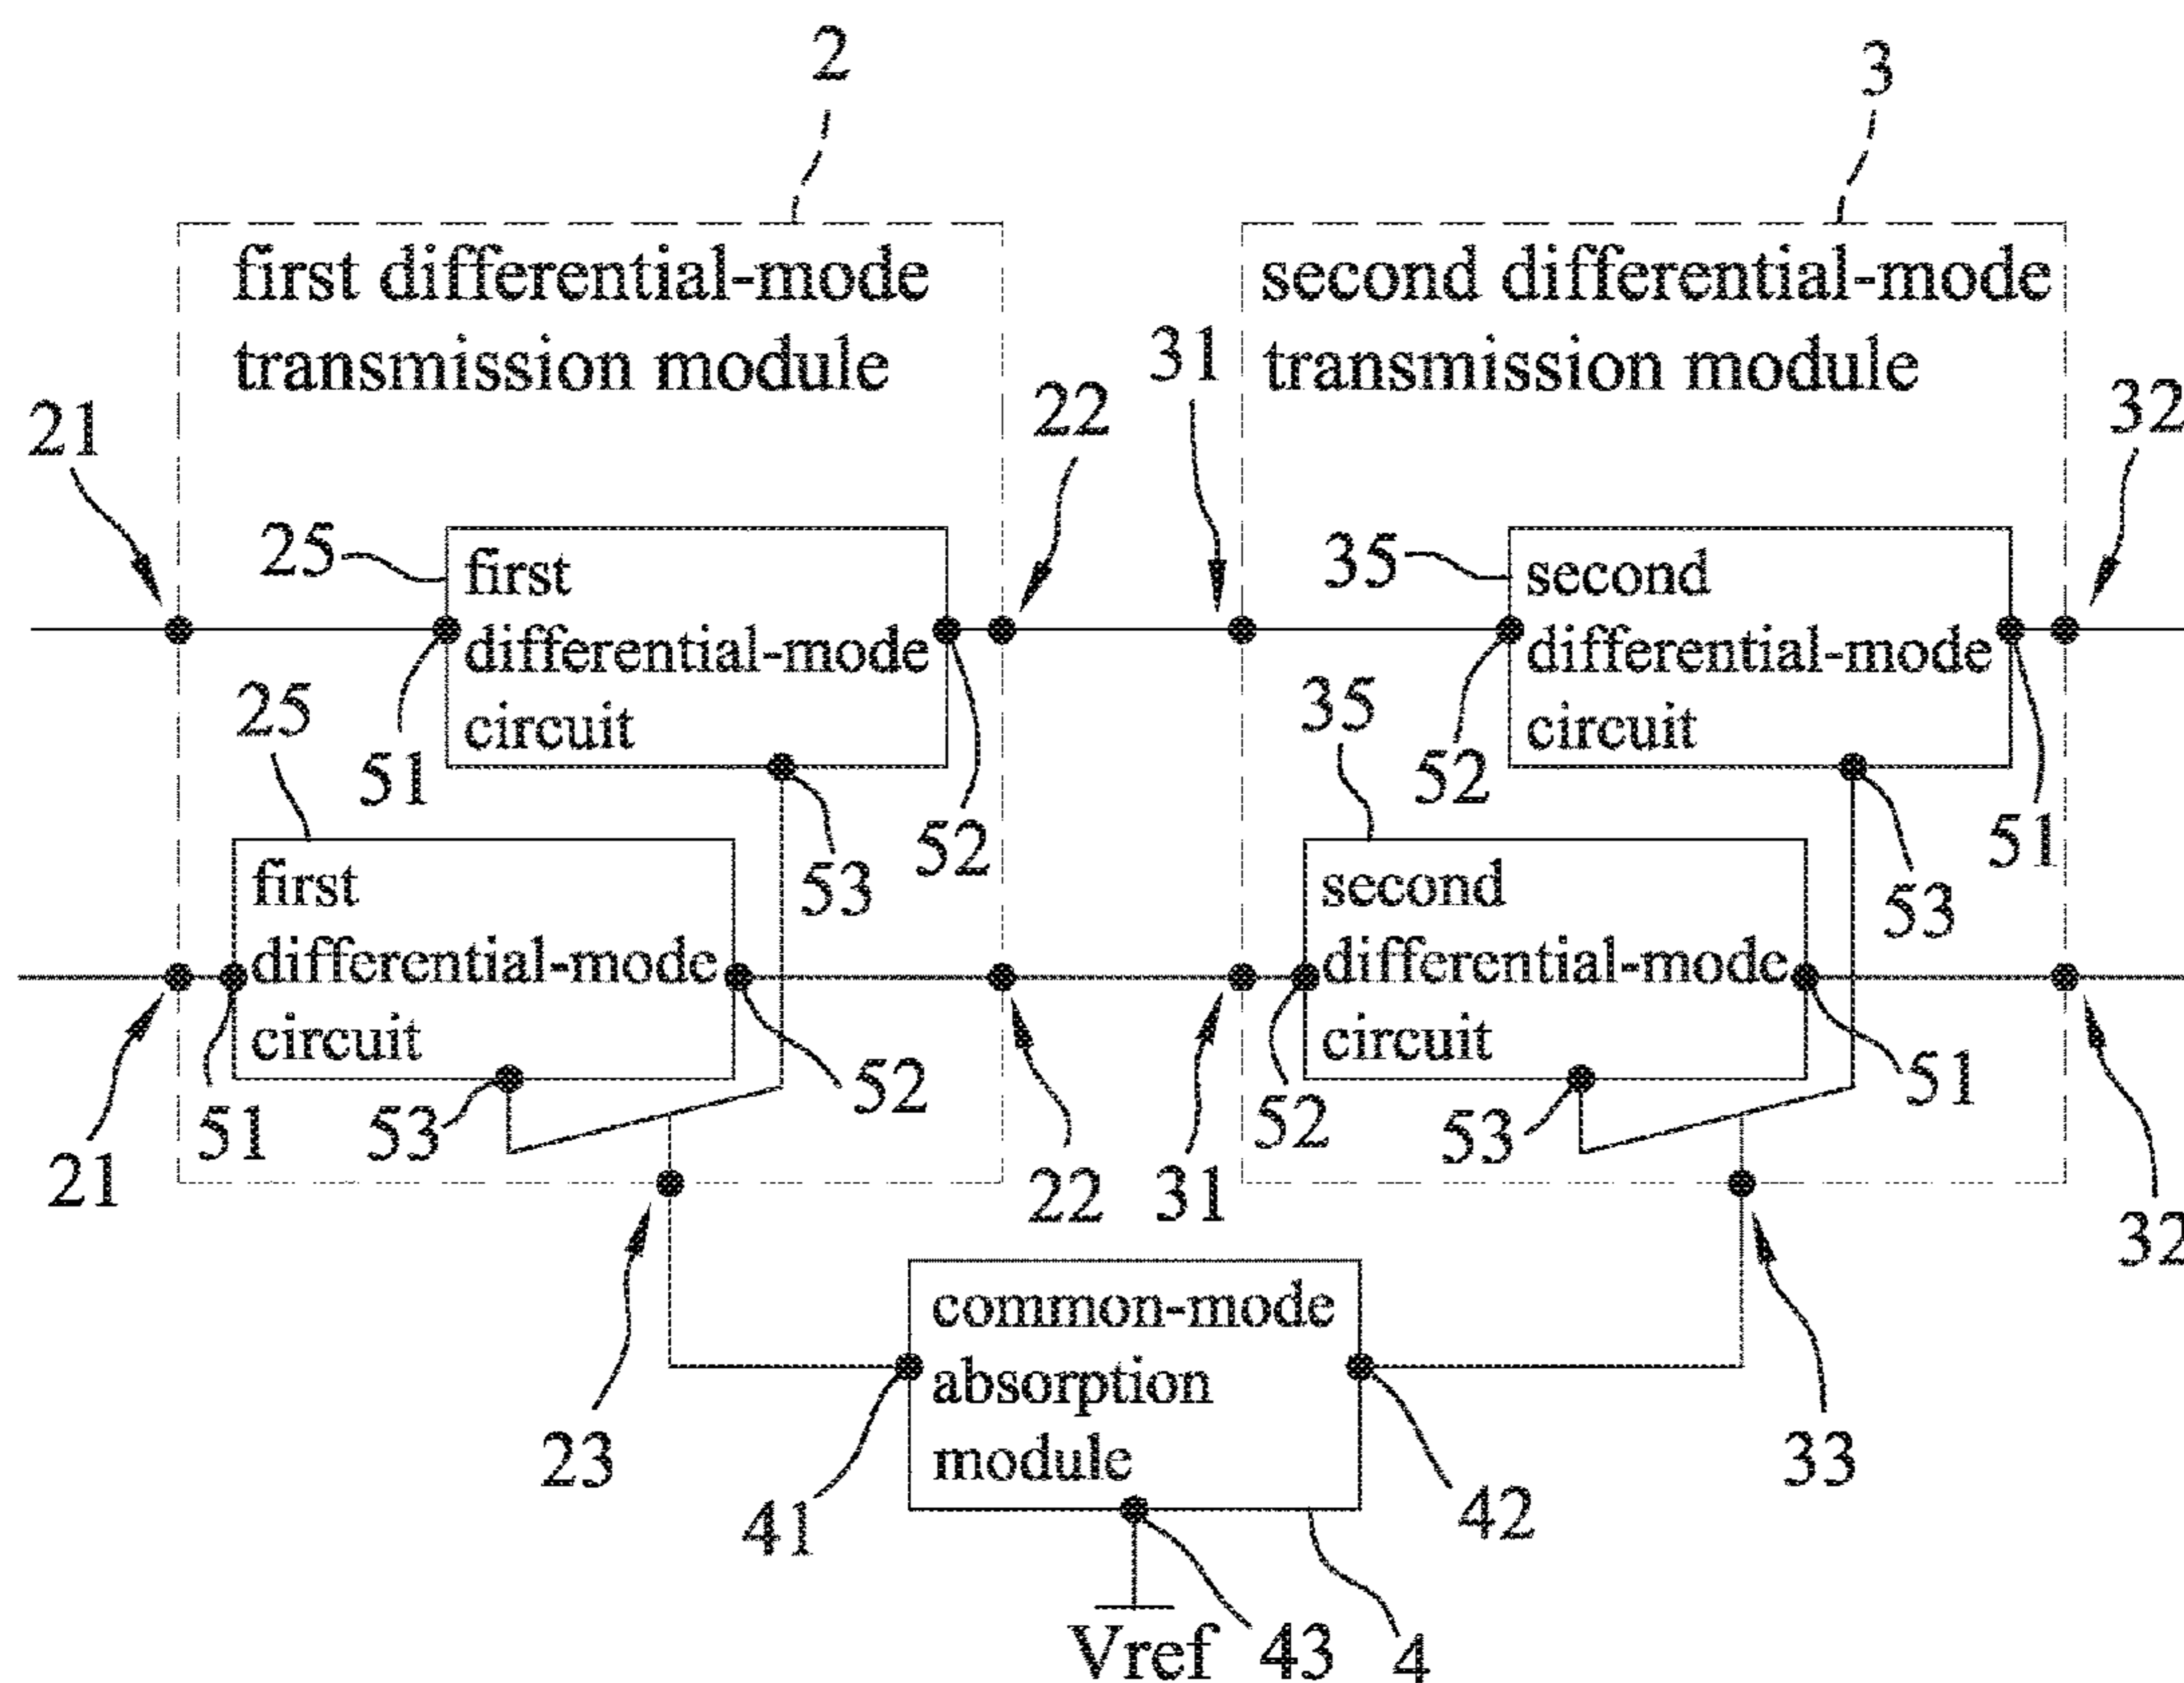 2
3
first differential-mode
transmission module
second differential-mode
transmission module
21
22
31
32
25
first
differential-mode
circuit
35
second
differential-mode
circuit
51
52
53
52
51
53
25
first
differential-mode
circuit
35
second
differential-mode
circuit
21
51
53
52
22
31
52
53
51
32
23
common-mode
absorption
module
33
41
42
Vref
43
4